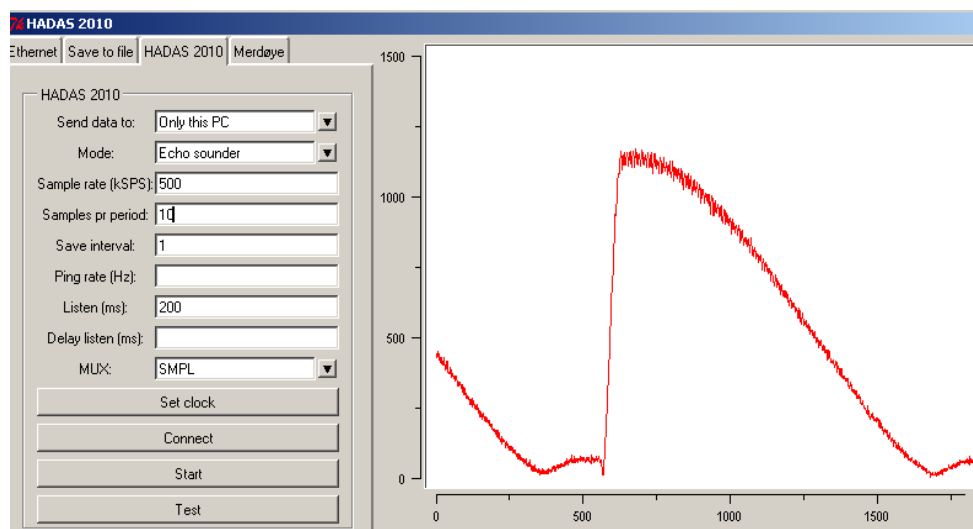 HADAS 2010
Ethernet Save to file HADAS 2010 Merdøye
HADAS 2010
Send data to: Only this PC
Mode: Echo sounder
Sample rate (kSPS): 500
Samples pr period: 10
Save interval: 1
Ping rate (Hz):
Listen (ms): 200
Delay listen (ms):
MUX: SMPL
Set clock
Connect
Start
Test
1500
1000
500
0
0 500 1000 1500